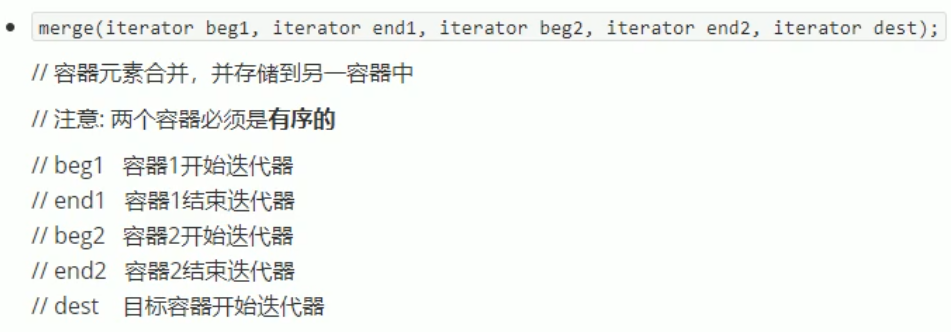 • merge(iterator beg1, iterator end1, iterator beg2, iterator end2, iterator dest);
// 容器元素合并，并存储到另一容器中
// 注意: 两个容器必须是有序的
// beg1 容器1开始迭代器
// end1 容器1结束迭代器
// beg2 容器2开始迭代器
// end2 容器2结束迭代器
// dest 目标容器开始迭代器